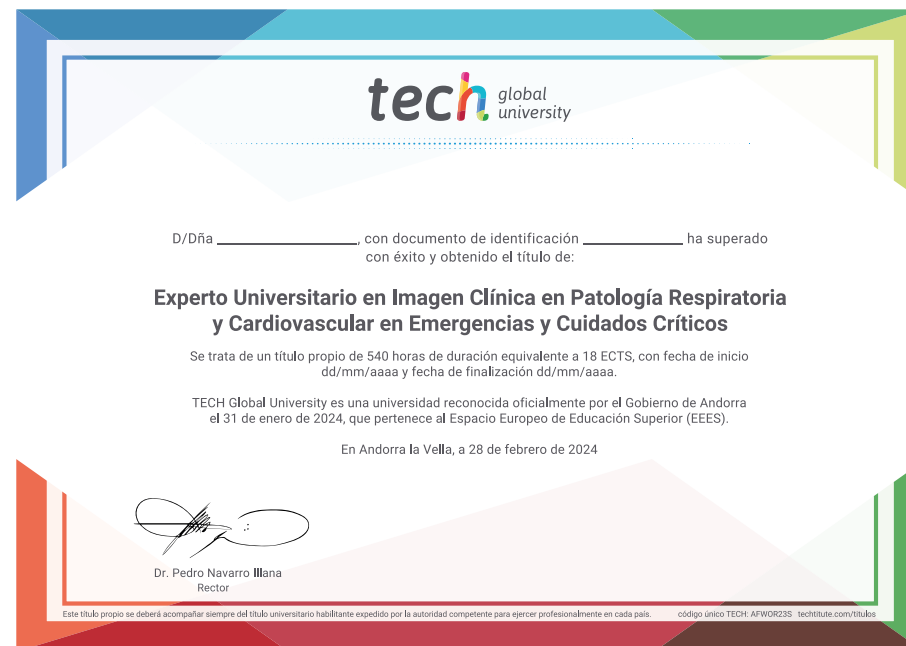 tech global
university
D/Dña ____________________, con documento de identificación ______________ ha superado
con éxito y obtenido el título de:
Experto Universitario en Imagen Clínica en Patología Respiratoria
y Cardiovascular en Emergencias y Cuidados Críticos
Se trata de un título propio de 540 horas de duración equivalente a 18 ECTS, con fecha de inicio
dd/mm/aaaa y fecha de finalización dd/mm/aaaa.
TECH Global University es una universidad reconocida oficialmente por el Gobierno de Andorra
el 31 de enero de 2024, que pertenece al Espacio Europeo de Educación Superior (EEES).
En Andorra la Vella, a 28 de febrero de 2024
Dr. Pedro Navarro Illana
Rector
Este título propio se deberá acompañar siempre del título universitario habilitante expedido por la autoridad competente para ejercer profesionalmente en cada país. código único TECH: AFWOR23S techtitute.com/titulos